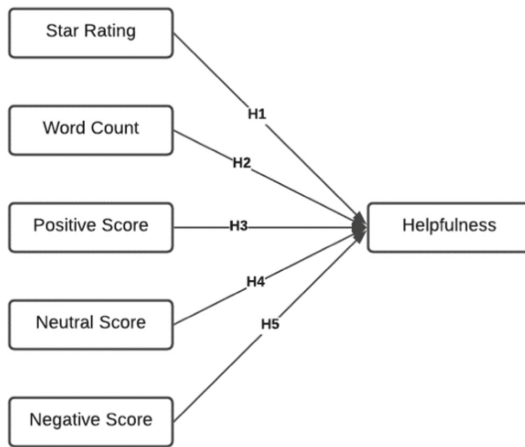 Star Rating
H1
Word Count
H2
Positive Score
H3
Helpfulness
H4
Neutral Score
H5
Negative Score